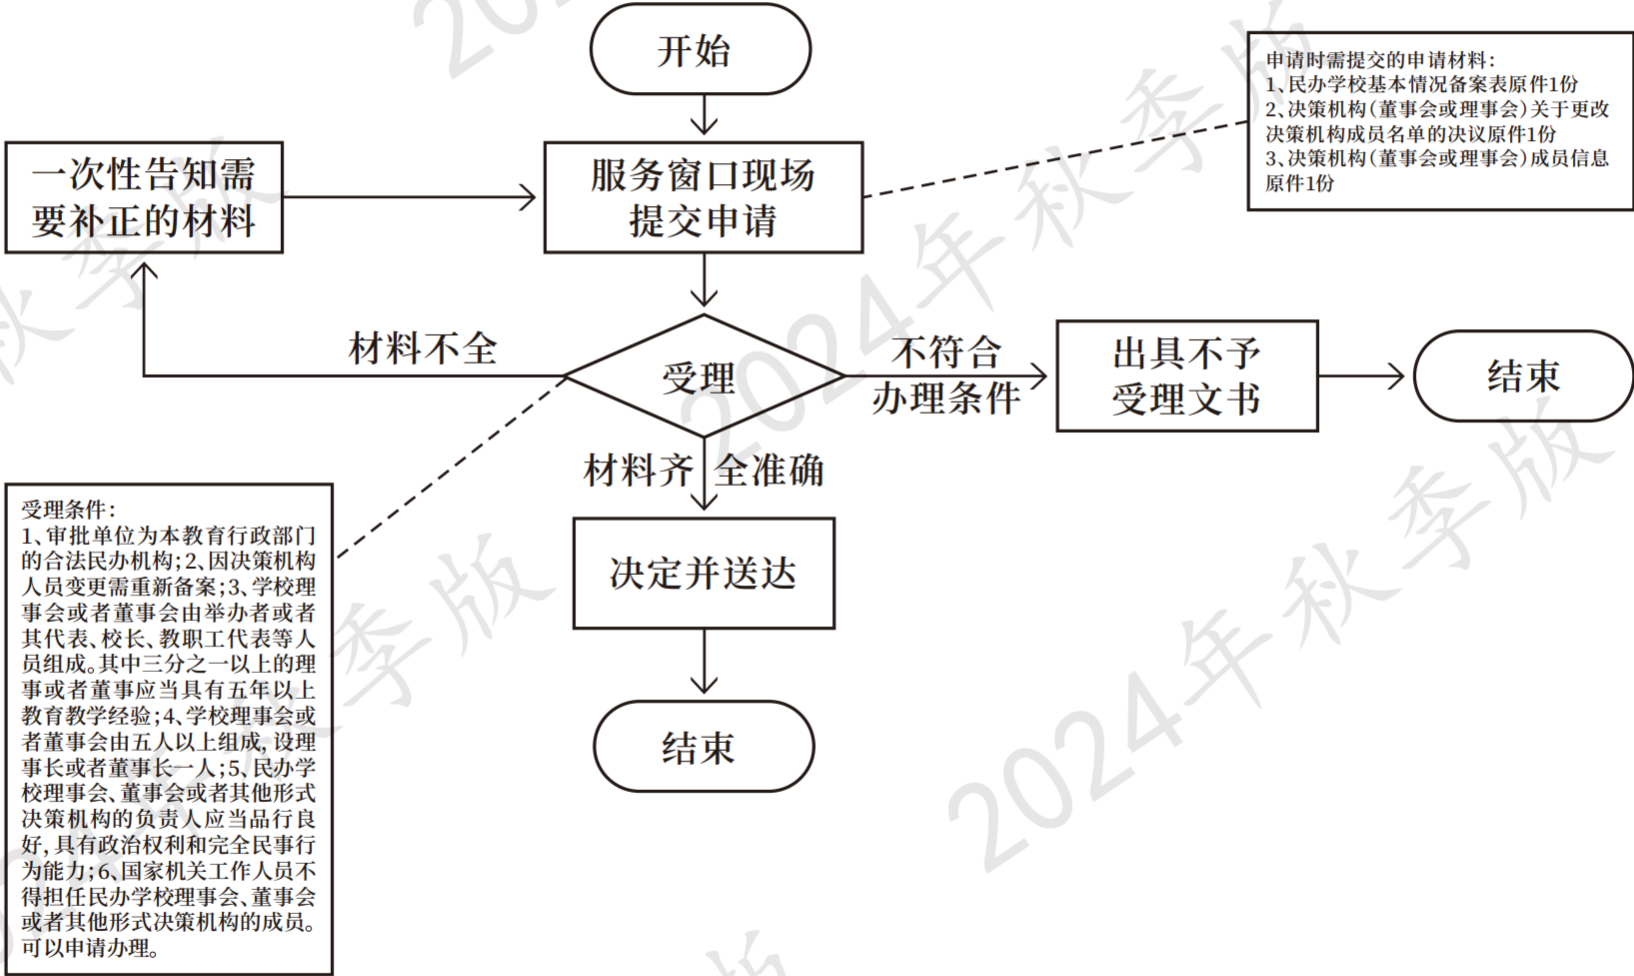 开始
申请时需提交的申请材料：
1、民办学校基本情况备案表原件1份
2、决策机构（董事会或理事会）关于更改
决策机构成员名单的决议原件1份
3、决策机构（董事会或理事会）成员信息
原件1份
一次性告知需
要补正的材料
服务窗口现场
提交申请
材料不全
受理
不符合
办理条件
出具不予
受理文书
结束
材料齐 全准确
受理条件：
1、审批单位为本教育行政部门
的合法民办机构；2、因决策机构
人员变更需重新备案；3、学校理
事会或者董事会由举办者或者
其代表、校长、教职工代表等人
员组成。其中三分之一以上的理
事或者董事应当具有五年以上
教育教学经验；4、学校理事会或
者董事会由五人以上组成，设理
事长或者董事长一人；5、民办学
校理事会、董事会或者其他形式
决策机构的负责人应当品行良
好，具有政治权利和完全民事行
为能力；6、国家机关工作人员不
得担任民办学校理事会、董事会
或者其他形式决策机构的成员。
可以申请办理。
决定并送达
结束
2024年秋季版
2024年秋季版
024年秋季版
秋季版
202
版